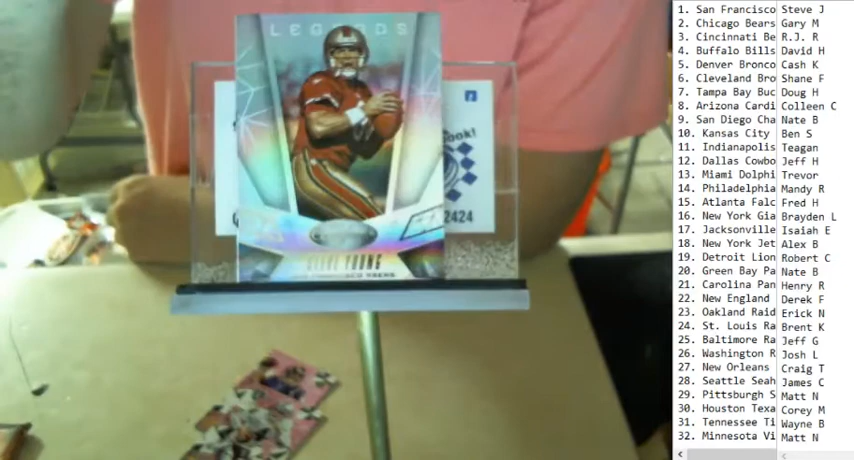 LEGENDS
STEVE YOUNG
ook!
2424
1. San Francisco Steve J
2. Chicago Bears Gary M
3. Cincinnati Be R.J. R
4. Buffalo Bills David H
5. Denver Bronco Cash K
6. Cleveland Bro Shane F
7. Tampa Bay Buc Doug H
8. Arizona Cardi Colleen C
9. San Diego Cha Nate B
10. Kansas City Ben S
11. Indianapolis Teagan
12. Dallas Cowbo Jeff H
13. Miami Dolphi Trevor
14. Philadelphia Mandy R
15. Atlanta Falc Fred H
16. New York Gia Brayden L
17. Jacksonville Isaiah E
18. New York Jet Alex B
19. Detroit Lion Robert C
20. Green Bay Pa Nate B
21. Carolina Pan Henry R
22. New England Derek F
23. Oakland Raid Erick N
24. St. Louis Ra Brent K
25. Baltimore Ra Jeff G
26. Washington R Josh L
27. New Orleans Craig T
28. Seattle Seah James C
29. Pittsburgh S Matt N
30. Houston Texa Corey M
31. Tennessee Ti Wayne B
32. Minnesota Vi Matt N